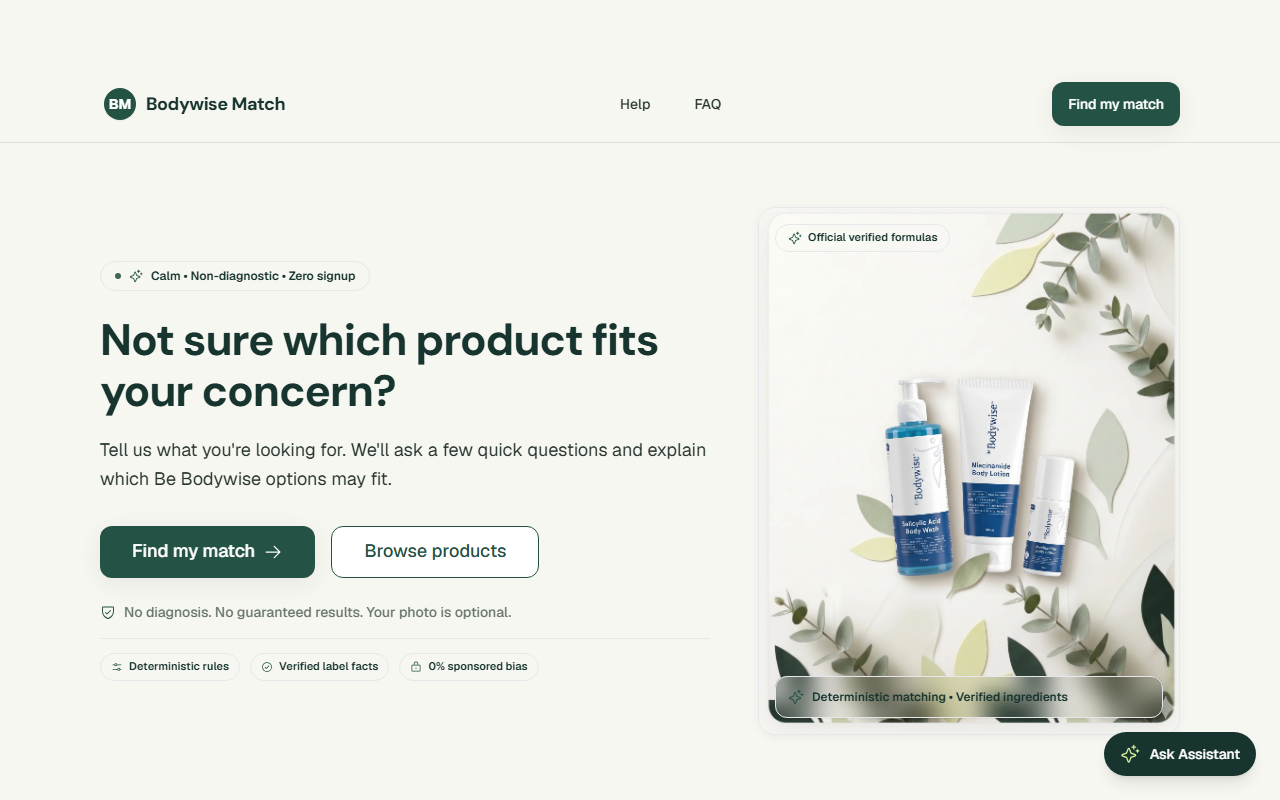 BM Bodywise Match
Help
FAQ
Find my match
Calm • Non-diagnostic • Zero signup
Not sure which product fits
your concern?
Tell us what you're looking for. We'll ask a few quick questions and explain
which Be Bodywise options may fit.
Find my match →
Browse products
No diagnosis. No guaranteed results. Your photo is optional.
Deterministic rules
Verified label facts
0% sponsored bias
Official verified formulas
Bodywise
Salicylic Acid
Body Wash
Bodywise
Niacinamide
Body Lotion
Bodywise
Deterministic matching • Verified ingredients
Ask Assistant